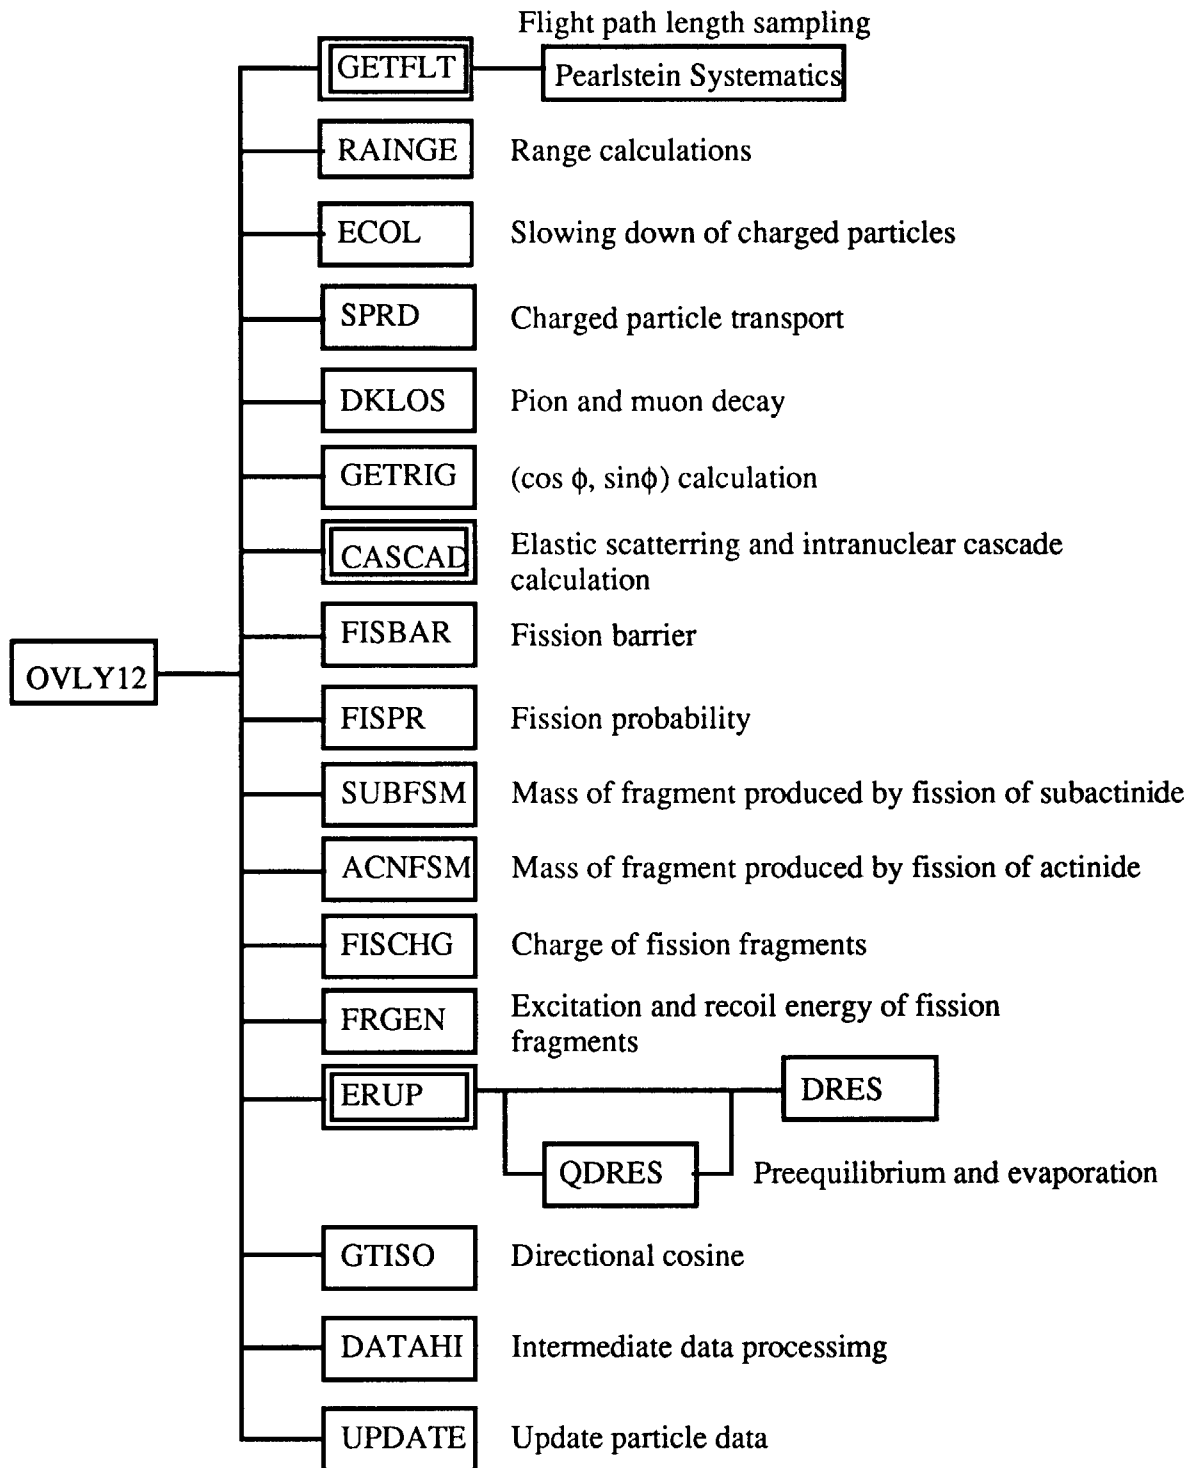 Flight path length sampling
GETFLT
Pearlstein Systematics
RAINGE
Range calculations
ECOL
Slowing down of charged particles
SPRD
Charged particle transport
DKLOS
Pion and muon decay
GETRIG
(cos ϕ, sinϕ) calculation
CASCAD
Elastic scatterring and intranuclear cascade
calculation
FISBAR
Fission barrier
OVLY12
FISPR
Fission probability
SUBFSM
Mass of fragment produced by fission of subactinide
ACNFSM
Mass of fragment produced by fission of actinide
FISCHG
Charge of fission fragments
FRGEN
Excitation and recoil energy of fission
fragments
ERUP
DRES
QDRES
Preequilibrium and evaporation
GTISO
Directional cosine
DATAHI
Intermediate data processimg
UPDATE
Update particle data